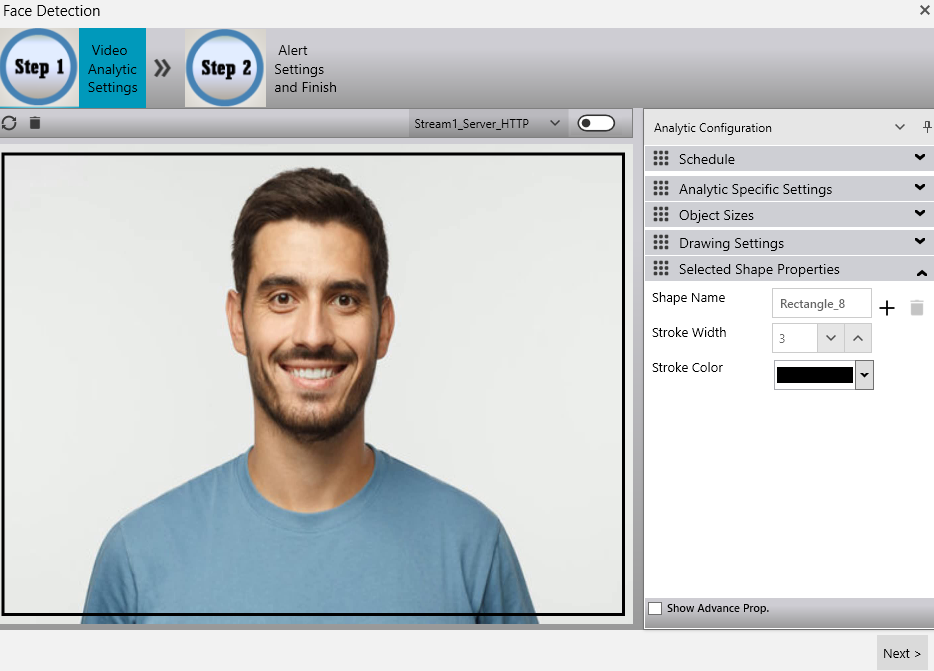 Face Detection
Step 1
Video
Analytic
Settings
Step 2
Alert
Settings
and Finish
Stream1_Server_HTTP
Analytic Configuration
Schedule
Analytic Specific Settings
Object Sizes
Drawing Settings
Selected Shape Properties
Shape Name
Rectangle_8
Stroke Width
3
Stroke Color
Show Advance Prop.
Next >